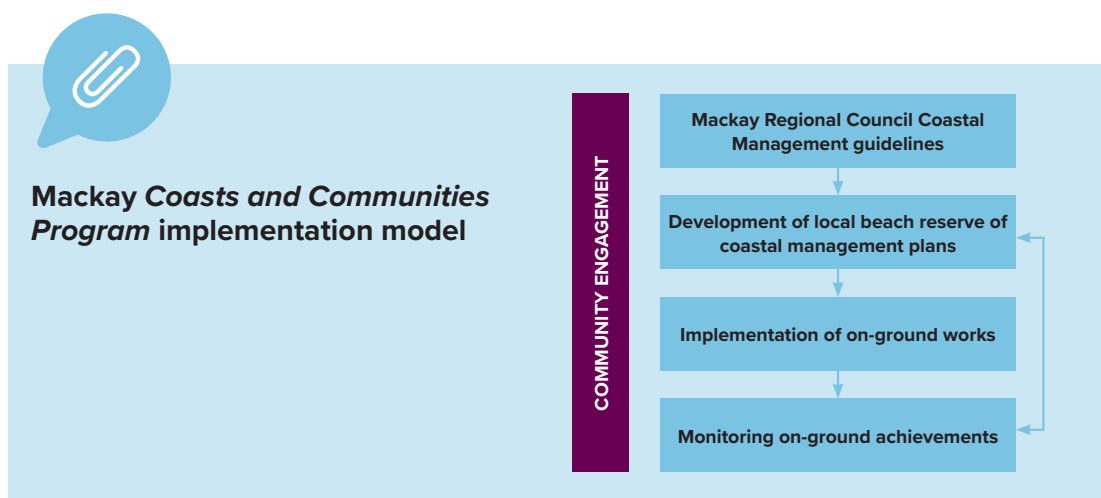 Mackay Coasts and Communities
Program implementation model
COMMUNITY ENGAGEMENT
Mackay Regional Council Coastal
Management guidelines
Development of local beach reserve of
coastal management plans
Implementation of on-ground works
Monitoring on-ground achievements